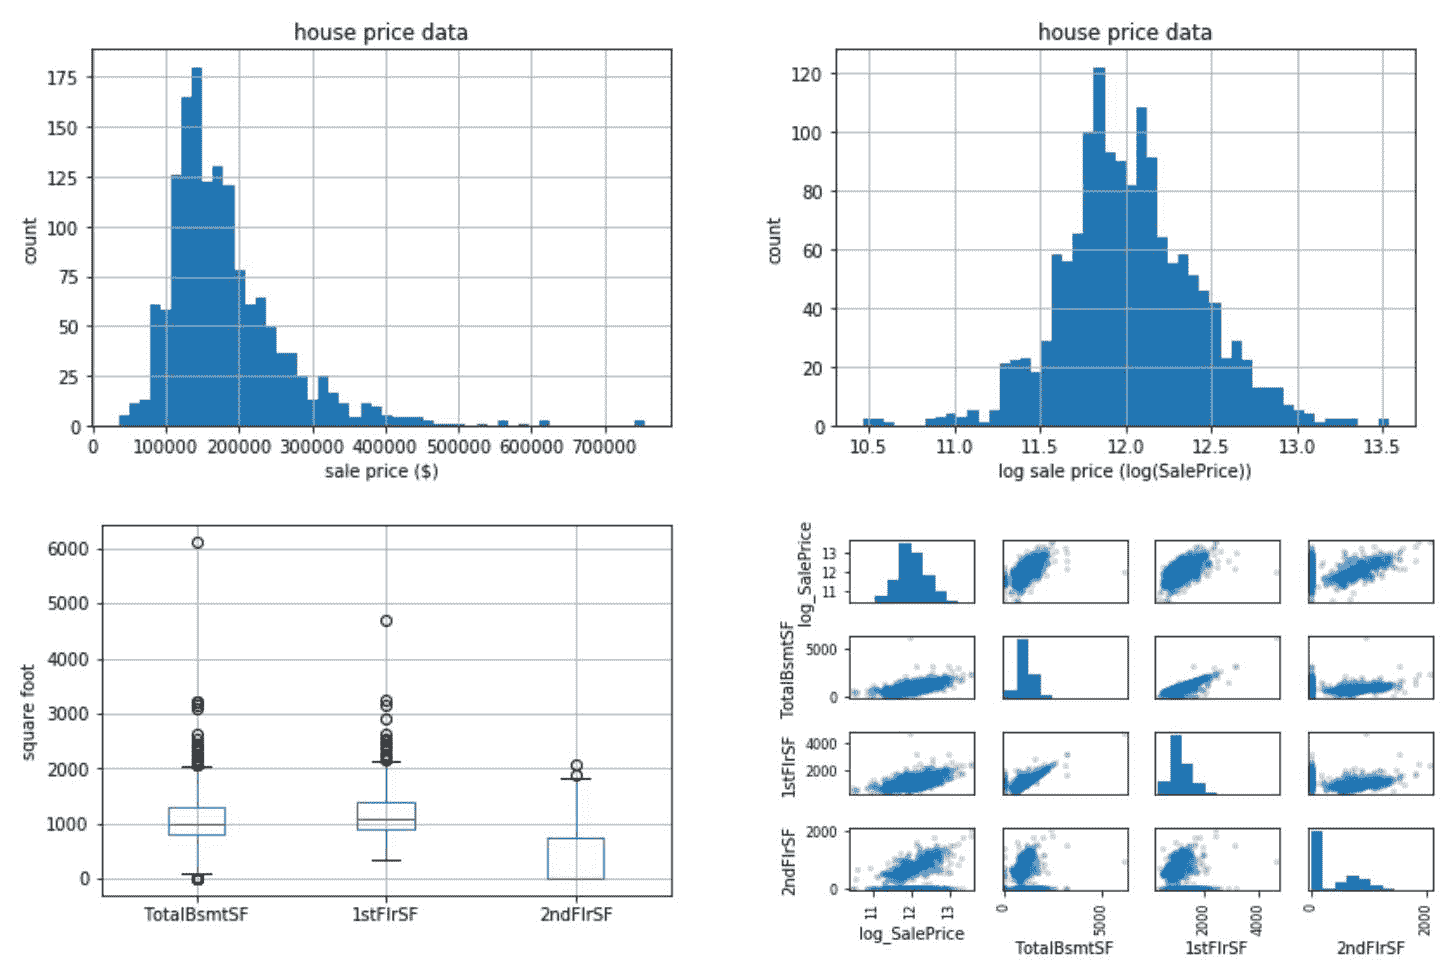 house price data
175
150
125
100
75
50
25
0
count
0 100000 200000 300000 400000 500000 600000 700000
sale price ($)
house price data
120
100
80
60
40
20
0
count
10.5 11.0 11.5 12.0 12.5 13.0 13.5
log sale price (log(SalePrice))
6000
5000
4000
3000
2000
1000
0
square foot
TotalBsmtSF 1stFlrSF 2ndFlrSF
log_SalePrice
13
12
11
TotalBsmtSF
5000
0
1stFlrSF
4000
2000
2ndFlrSF
2000
0
11 12 13
log_SalePrice
0 5000
TotalBsmtSF
2000 4000
1stFlrSF
0 2000
2ndFlrSF